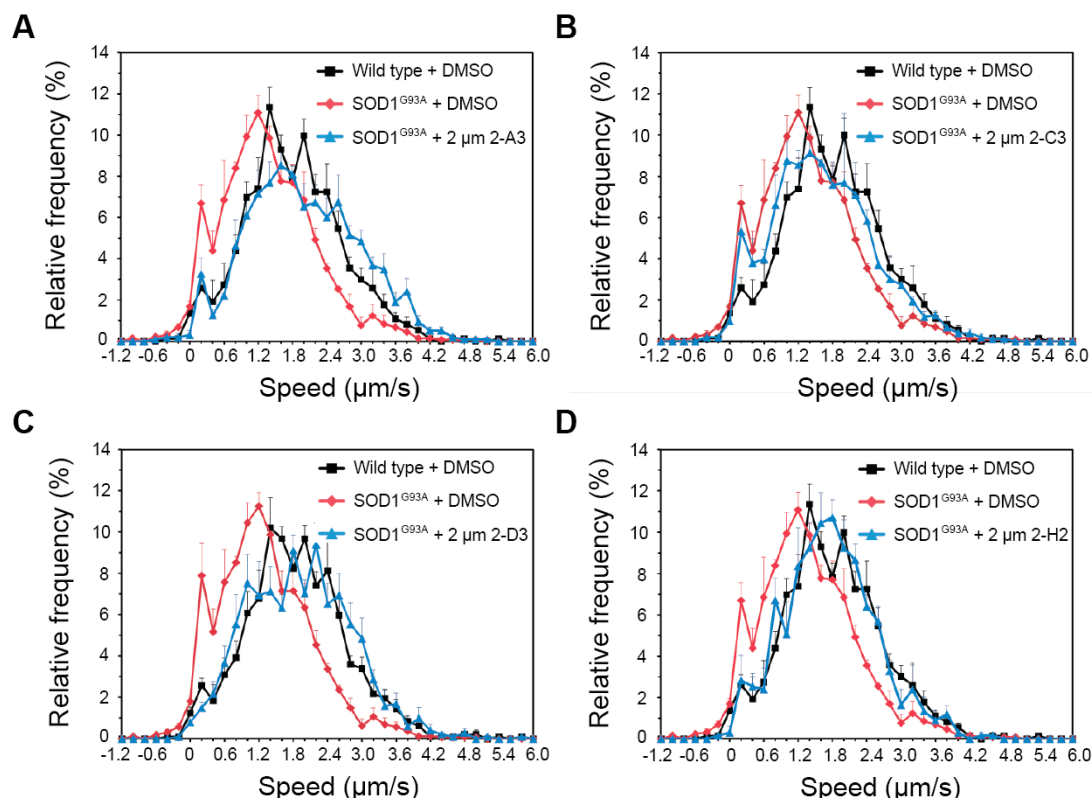 A
Relative frequency (%)
14
12
10
8
6
4
2
0
Wild type + DMSO
SOD1G93A + DMSO
SOD1G93A + 2 µm 2-A3
-1.2 -0.6 0 0.6 1.2 1.8 2.4 3.0 3.6 4.2 4.8 5.4 6.0
Speed (µm/s)
B
Relative frequency (%)
14
12
10
8
6
4
2
0
Wild type + DMSO
SOD1G93A + DMSO
SOD1G93A + 2 µm 2-C3
-1.2 -0.6 0 0.6 1.2 1.8 2.4 3.0 3.6 4.2 4.8 5.4 6.0
Speed (µm/s)
C
Relative frequency (%)
14
12
10
8
6
4
2
0
Wild type + DMSO
SOD1G93A + DMSO
SOD1G93A + 2 µm 2-D3
-1.2 -0.6 0 0.6 1.2 1.8 2.4 3.0 3.6 4.2 4.8 5.4 6.0
Speed (µm/s)
D
Relative frequency (%)
14
12
10
8
6
4
2
0
Wild type + DMSO
SOD1G93A + DMSO
SOD1G93A + 2 µm 2-H2
-1.2 -0.6 0 0.6 1.2 1.8 2.4 3.0 3.6 4.2 4.8 5.4 6.0
Speed (µm/s)